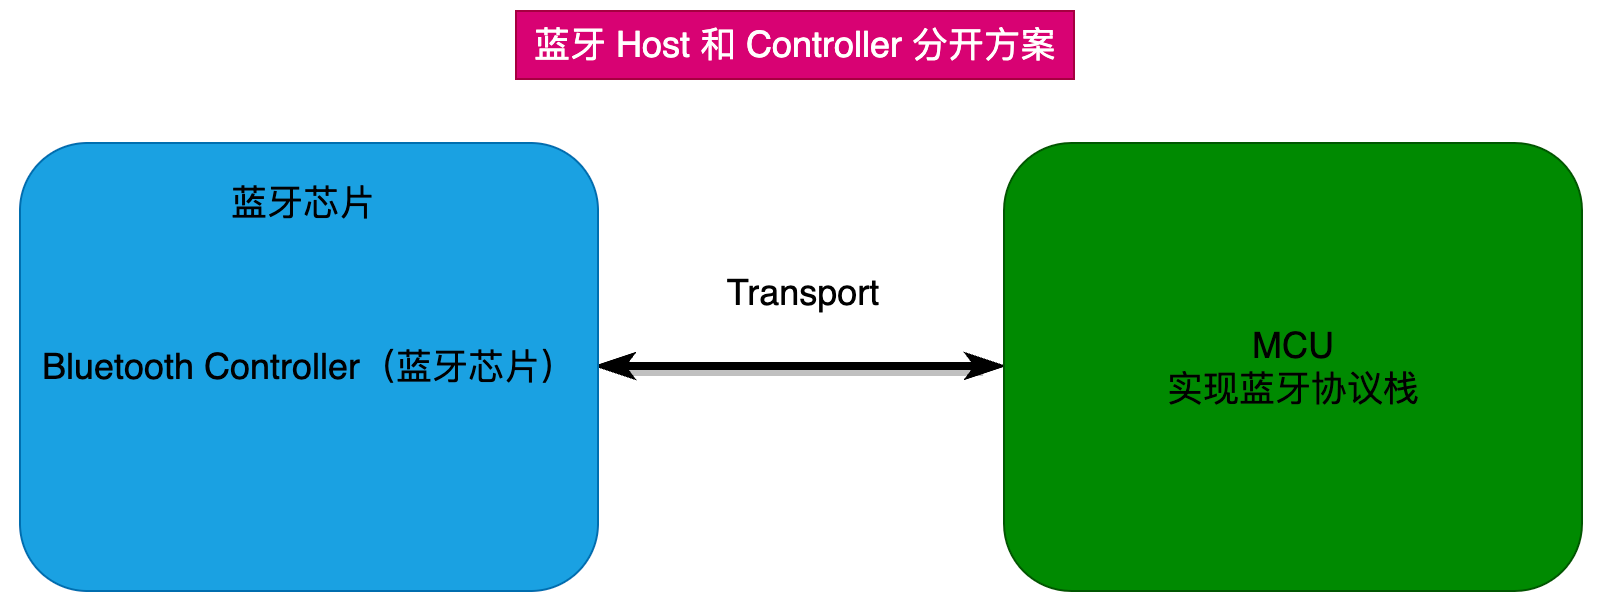 蓝牙 Host 和 Controller 分开方案
蓝牙芯片
Bluetooth Controller（蓝牙芯片）
Transport
MCU
实现蓝牙协议栈